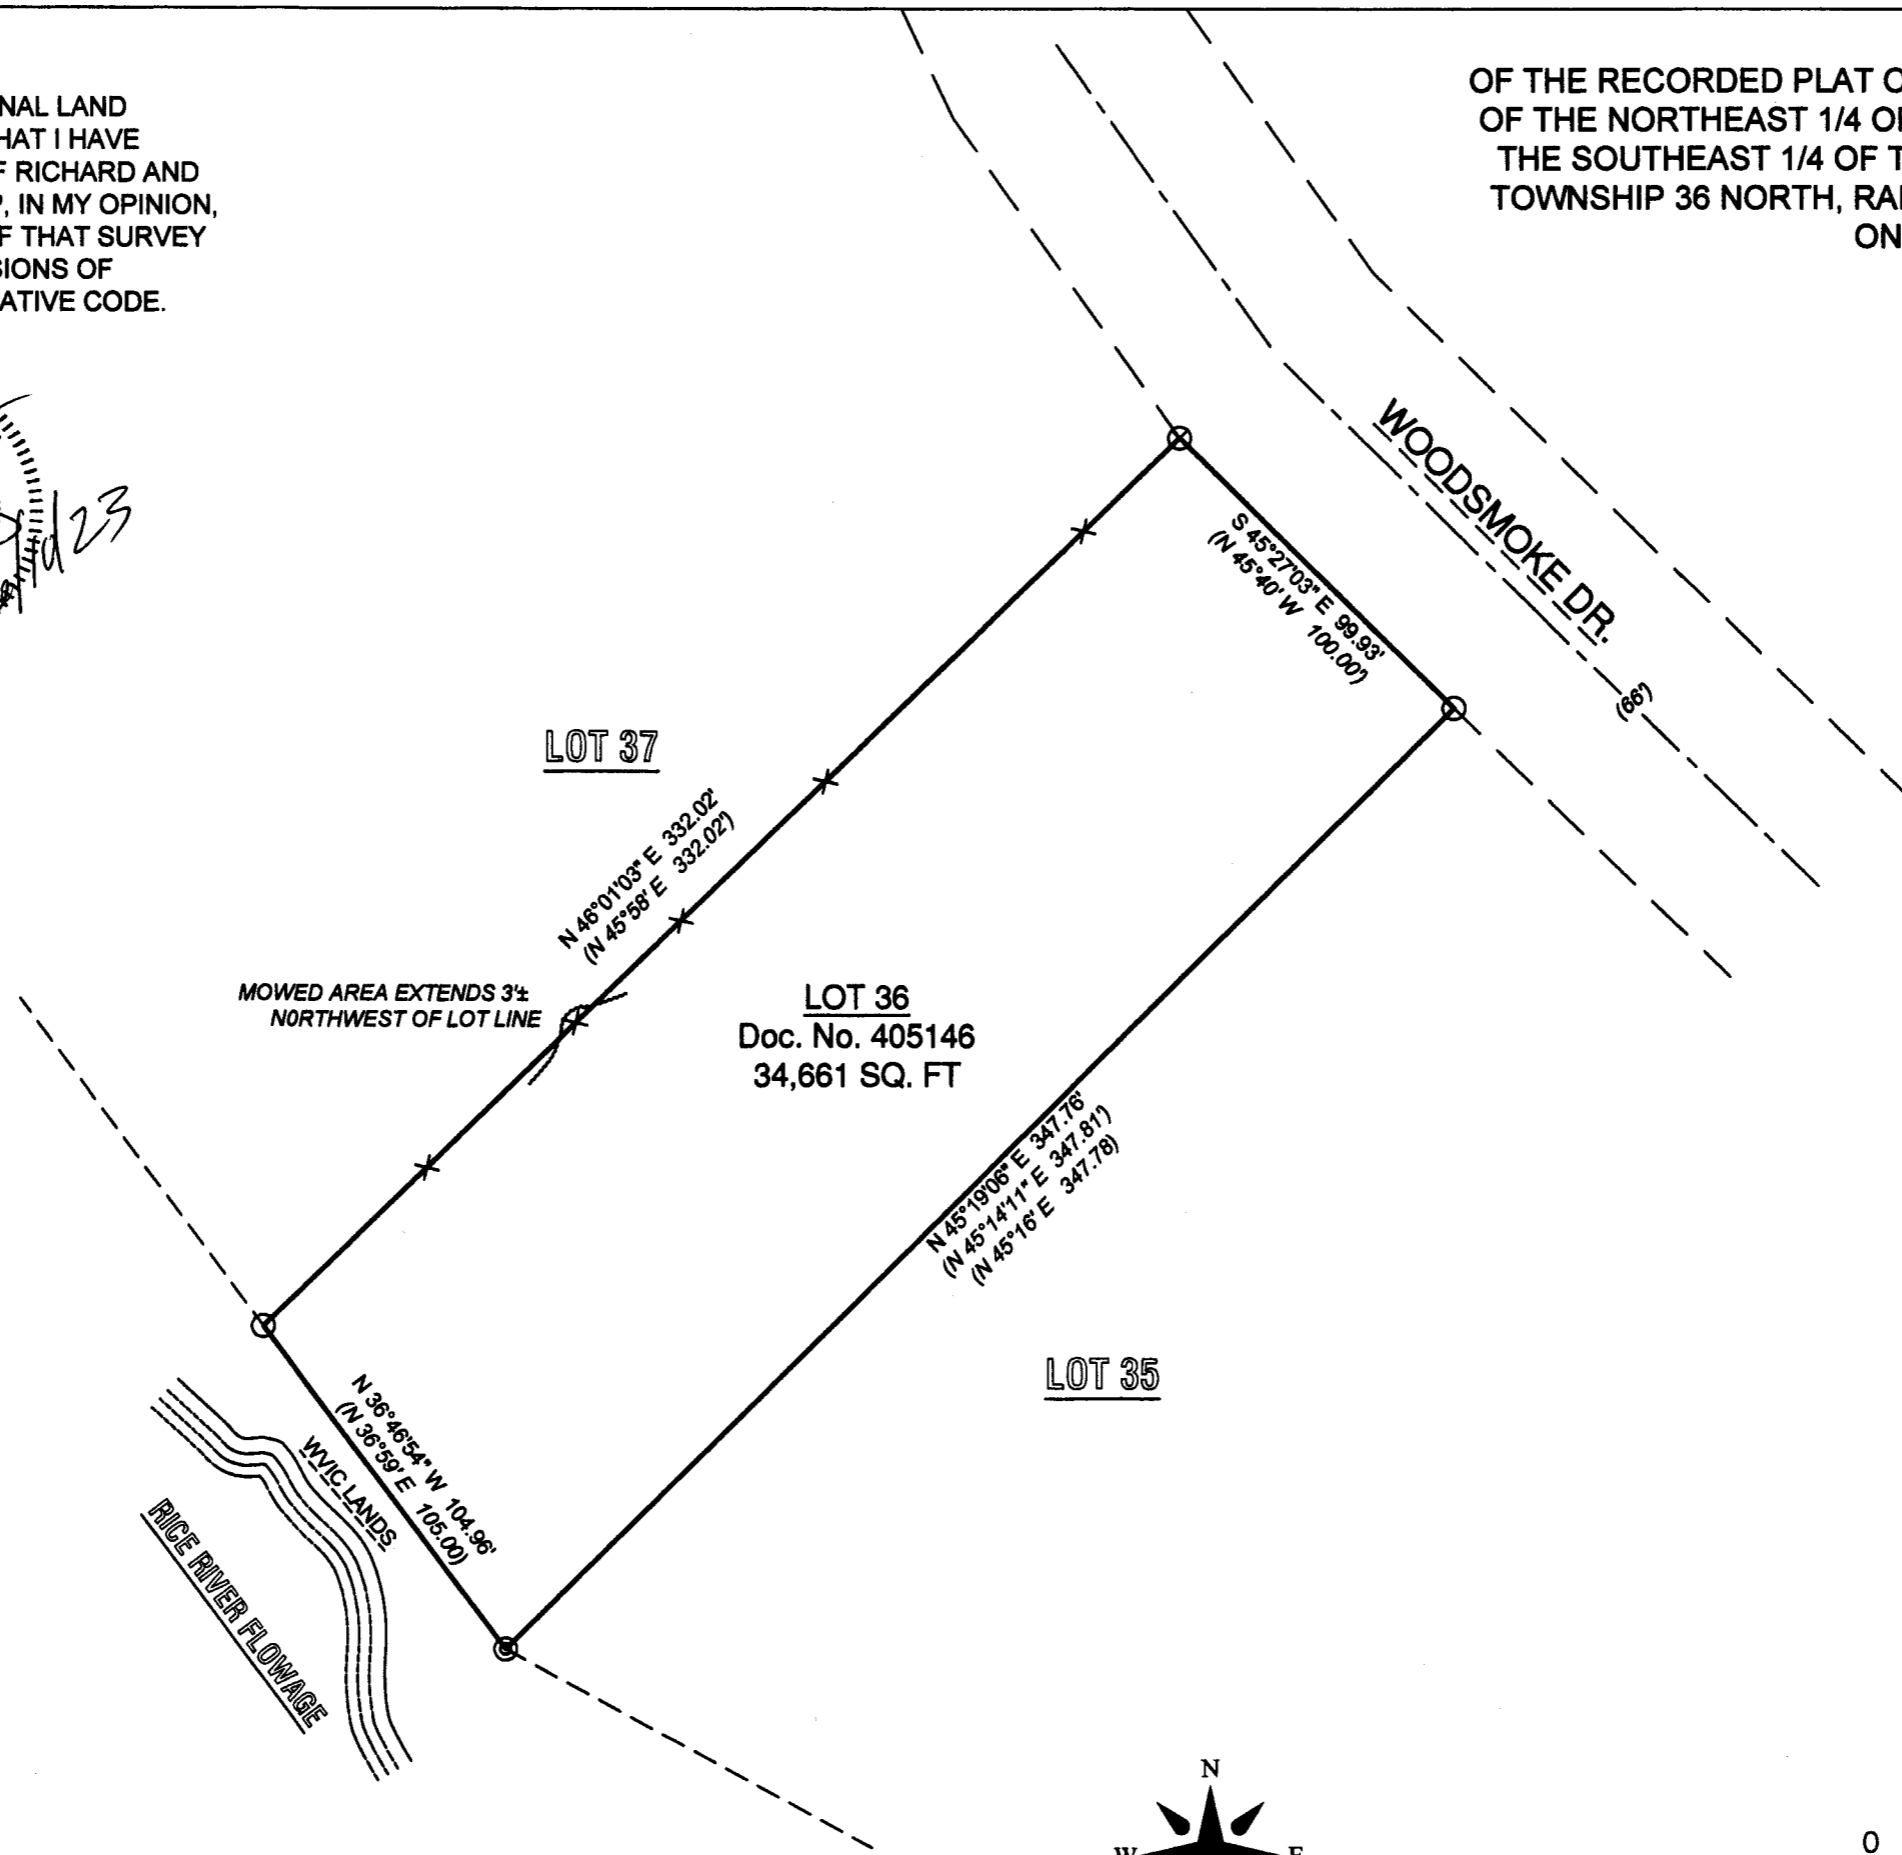 NAL LAND
HAT I HAVE
F RICHARD AND
P, IN MY OPINION,
F THAT SURVEY
SIONS OF
ATIVE CODE.
23
OF THE RECORDED PLAT O
OF THE NORTHEAST 1/4 OF
THE SOUTHEAST 1/4 OF T
TOWNSHIP 36 NORTH, RAN
ON
WOODSMOKE DR.
(66')
S 45°27'03" E 99.93'
(N 45°40' W 100.00')
LOT 37
N 46°01'03" E 332.02'
(N 45°58' E 332.02')
MOWED AREA EXTENDS 3'±
NORTHWEST OF LOT LINE
LOT 36
Doc. No. 405146
34,661 SQ. FT
N 45°19'06" E 347.76'
(N 45°14'11" E 347.81')
(N 45°16' E 347.78)
LOT 35
N 36°46'54" W 104.96'
(N 36°59' E 105.00)
WVIC LANDS
RICE RIVER FLOWAGE
N
W
E
0